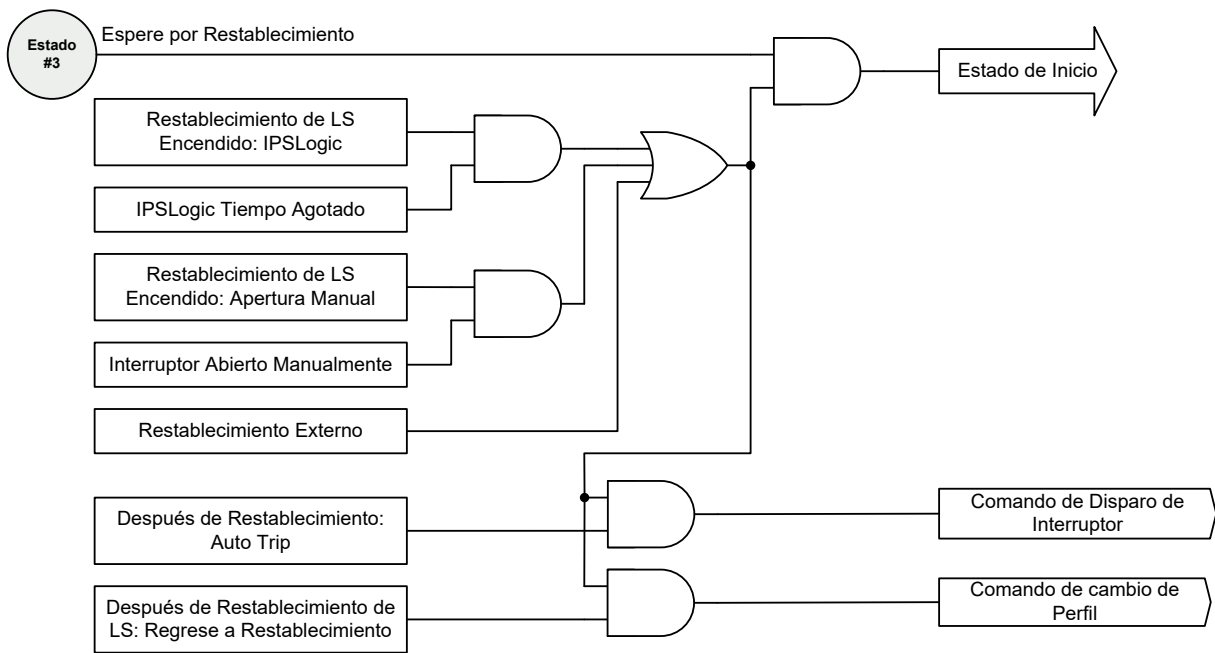 Estado
#3
Espere por Restablecimiento
Estado de Inicio
Restablecimiento de LS
Encendido: IPSLogic
IPSLogic Tiempo Agotado
Restablecimiento de LS
Encendido: Apertura Manual
Interruptor Abierto Manualmente
Restablecimiento Externo
Después de Restablecimiento:
Auto Trip
Comando de Disparo de
Interruptor
Después de Restablecimiento de
LS: Regrese a Restablecimiento
Comando de cambio de
Perfil